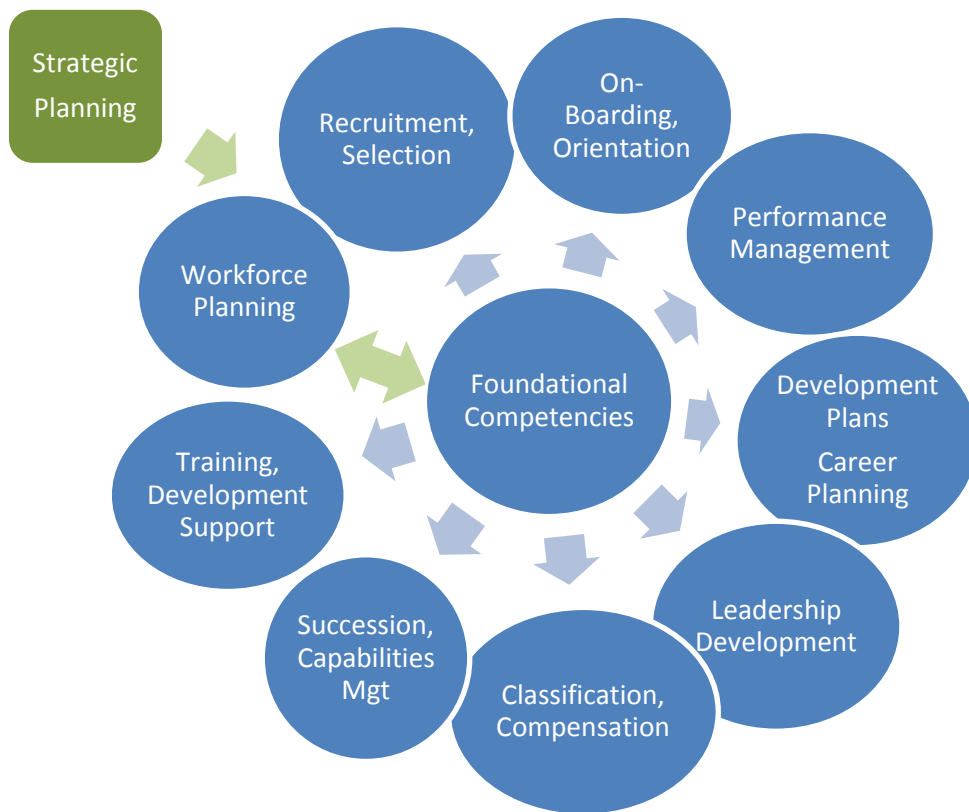 Strategic
Planning
Recruitment,
Selection
On-
Boarding,
Orientation
Performance
Management
Workforce
Planning
Foundational
Competencies
Development
Plans
Career
Planning
Training,
Development
Support
Leadership
Development
Succession,
Capabilities
Mgt
Classification,
Compensation